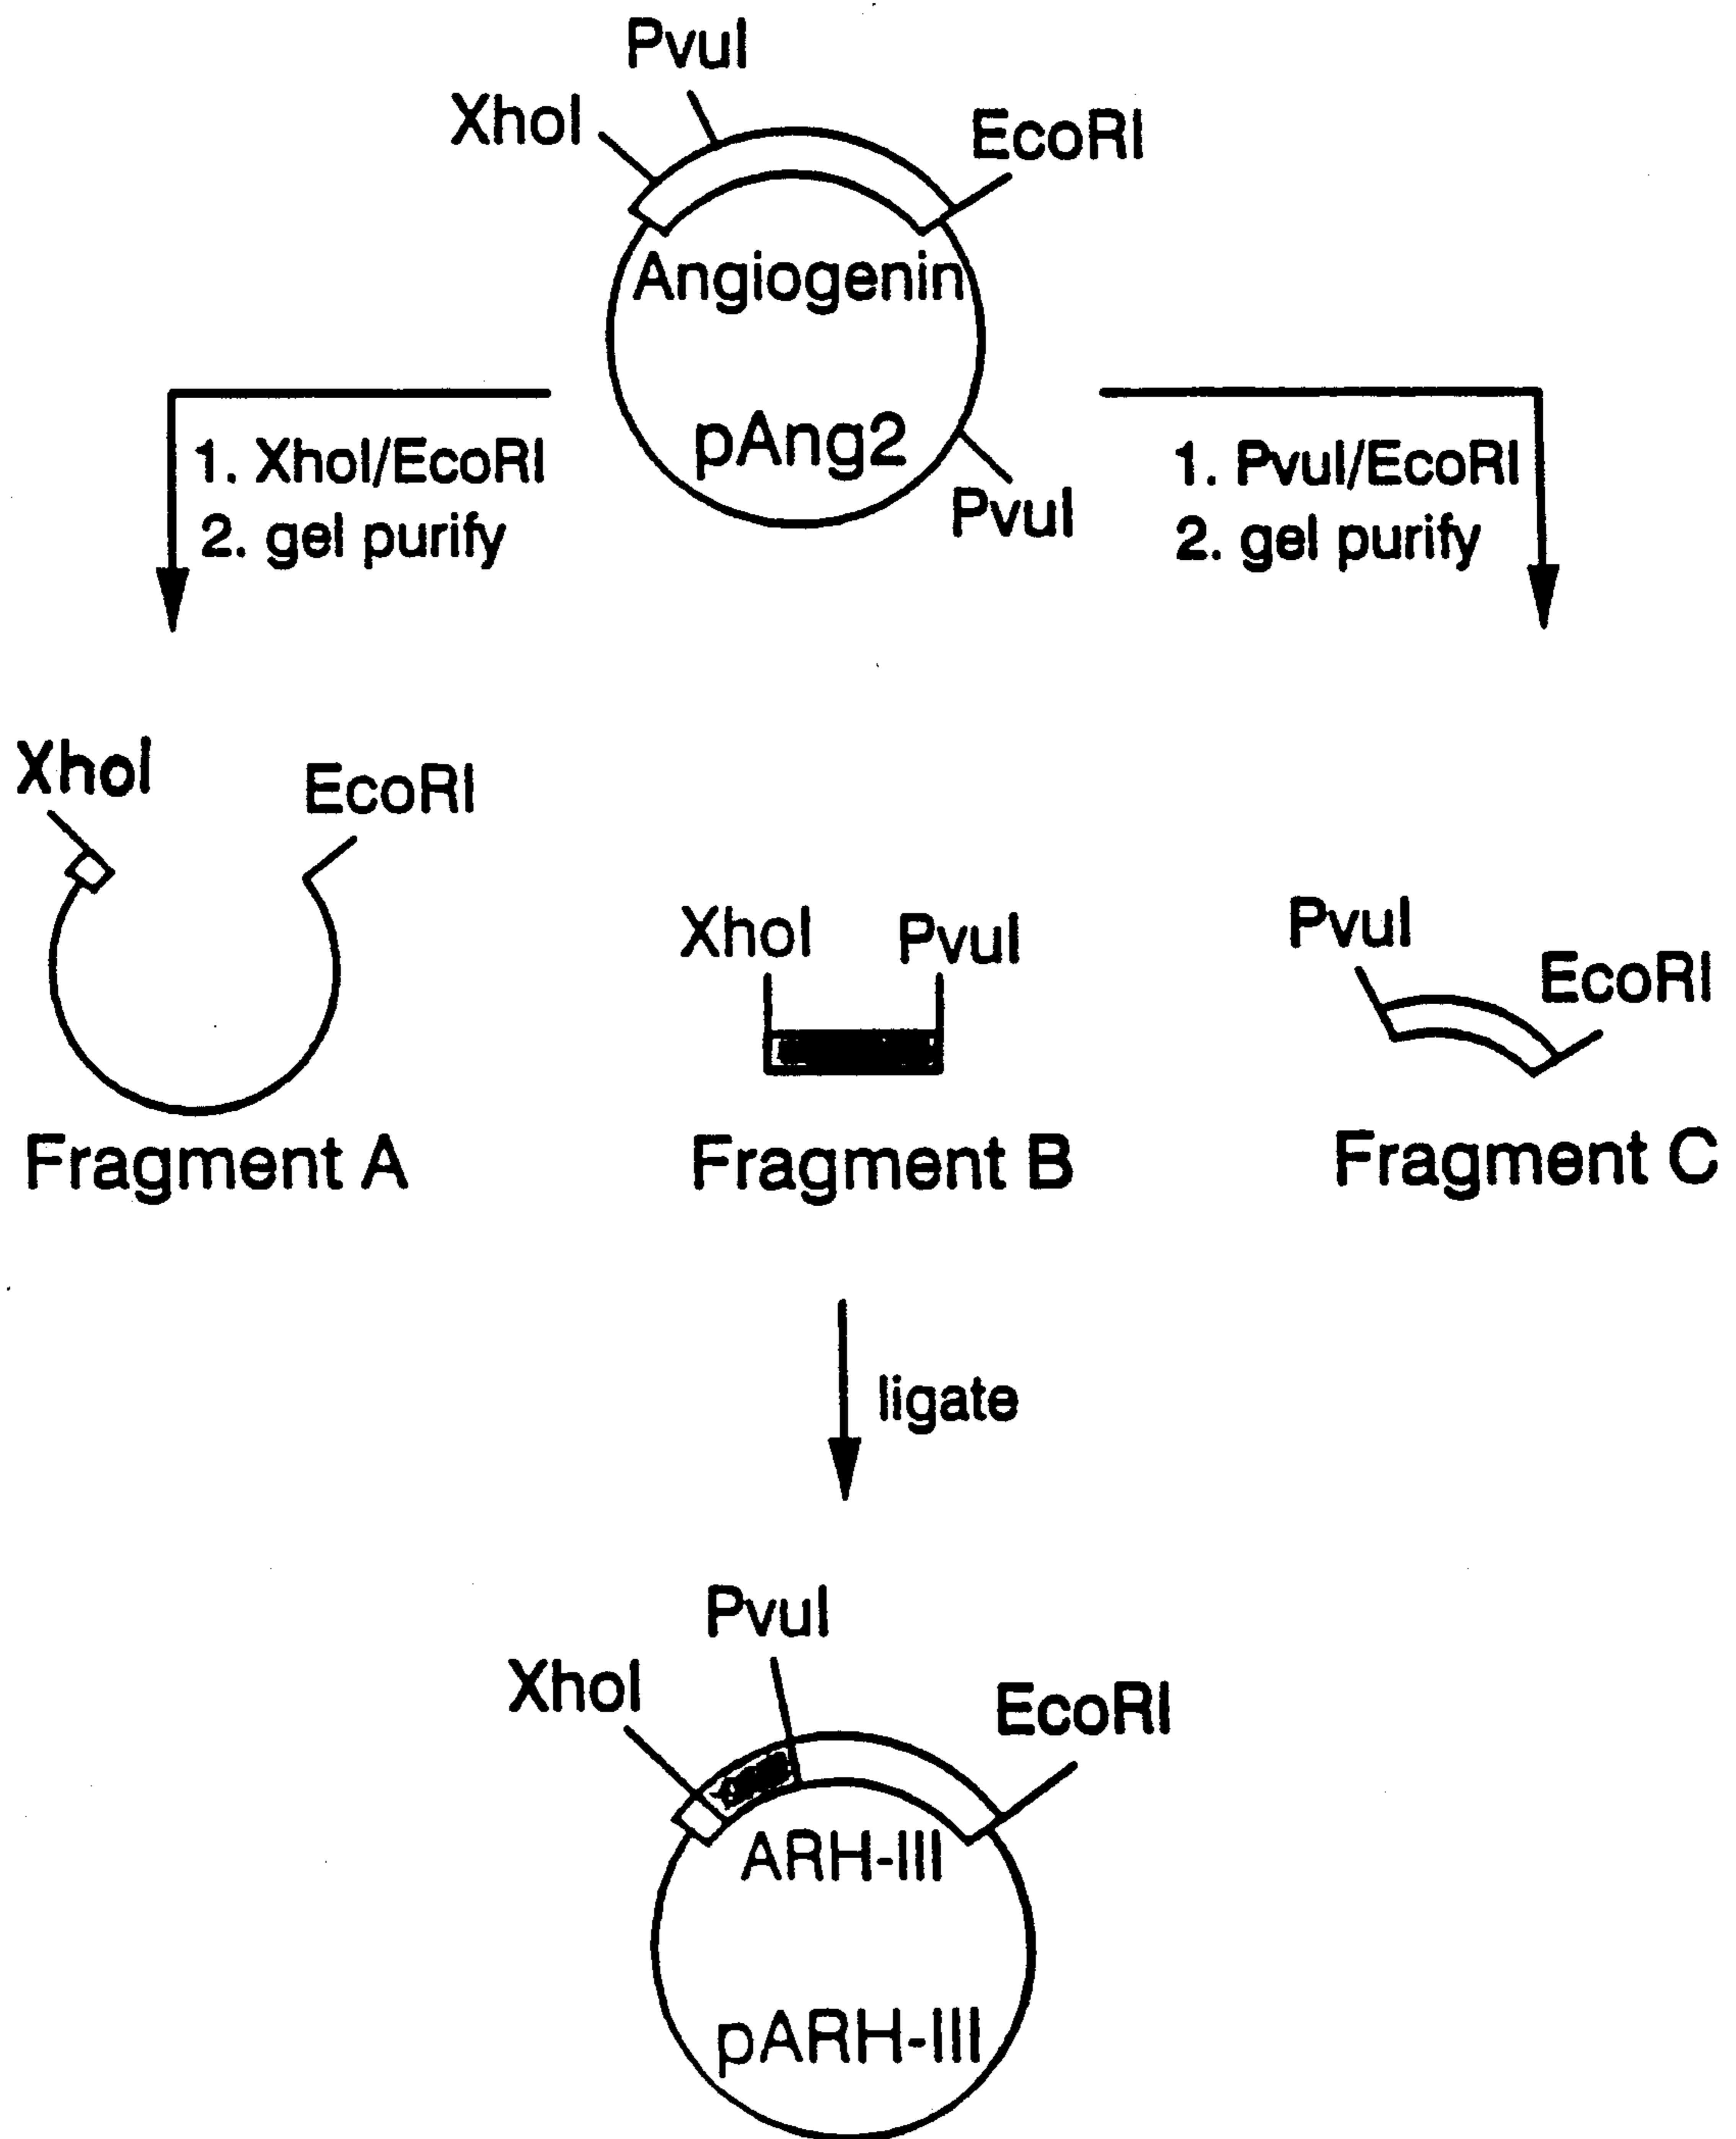 PvuI
XhoI
EcoRI
Angiogenin
pAng2
PvuI
1. XhoI/EcoRI
2. gel purify
1. PvuI/EcoRI
2. gel purify
XhoI
EcoRI
XhoI
PvuI
PvuI
EcoRI
Fragment A
Fragment B
Fragment C
ligate
PvuI
XhoI
EcoRI
ARH-III
pARH-III